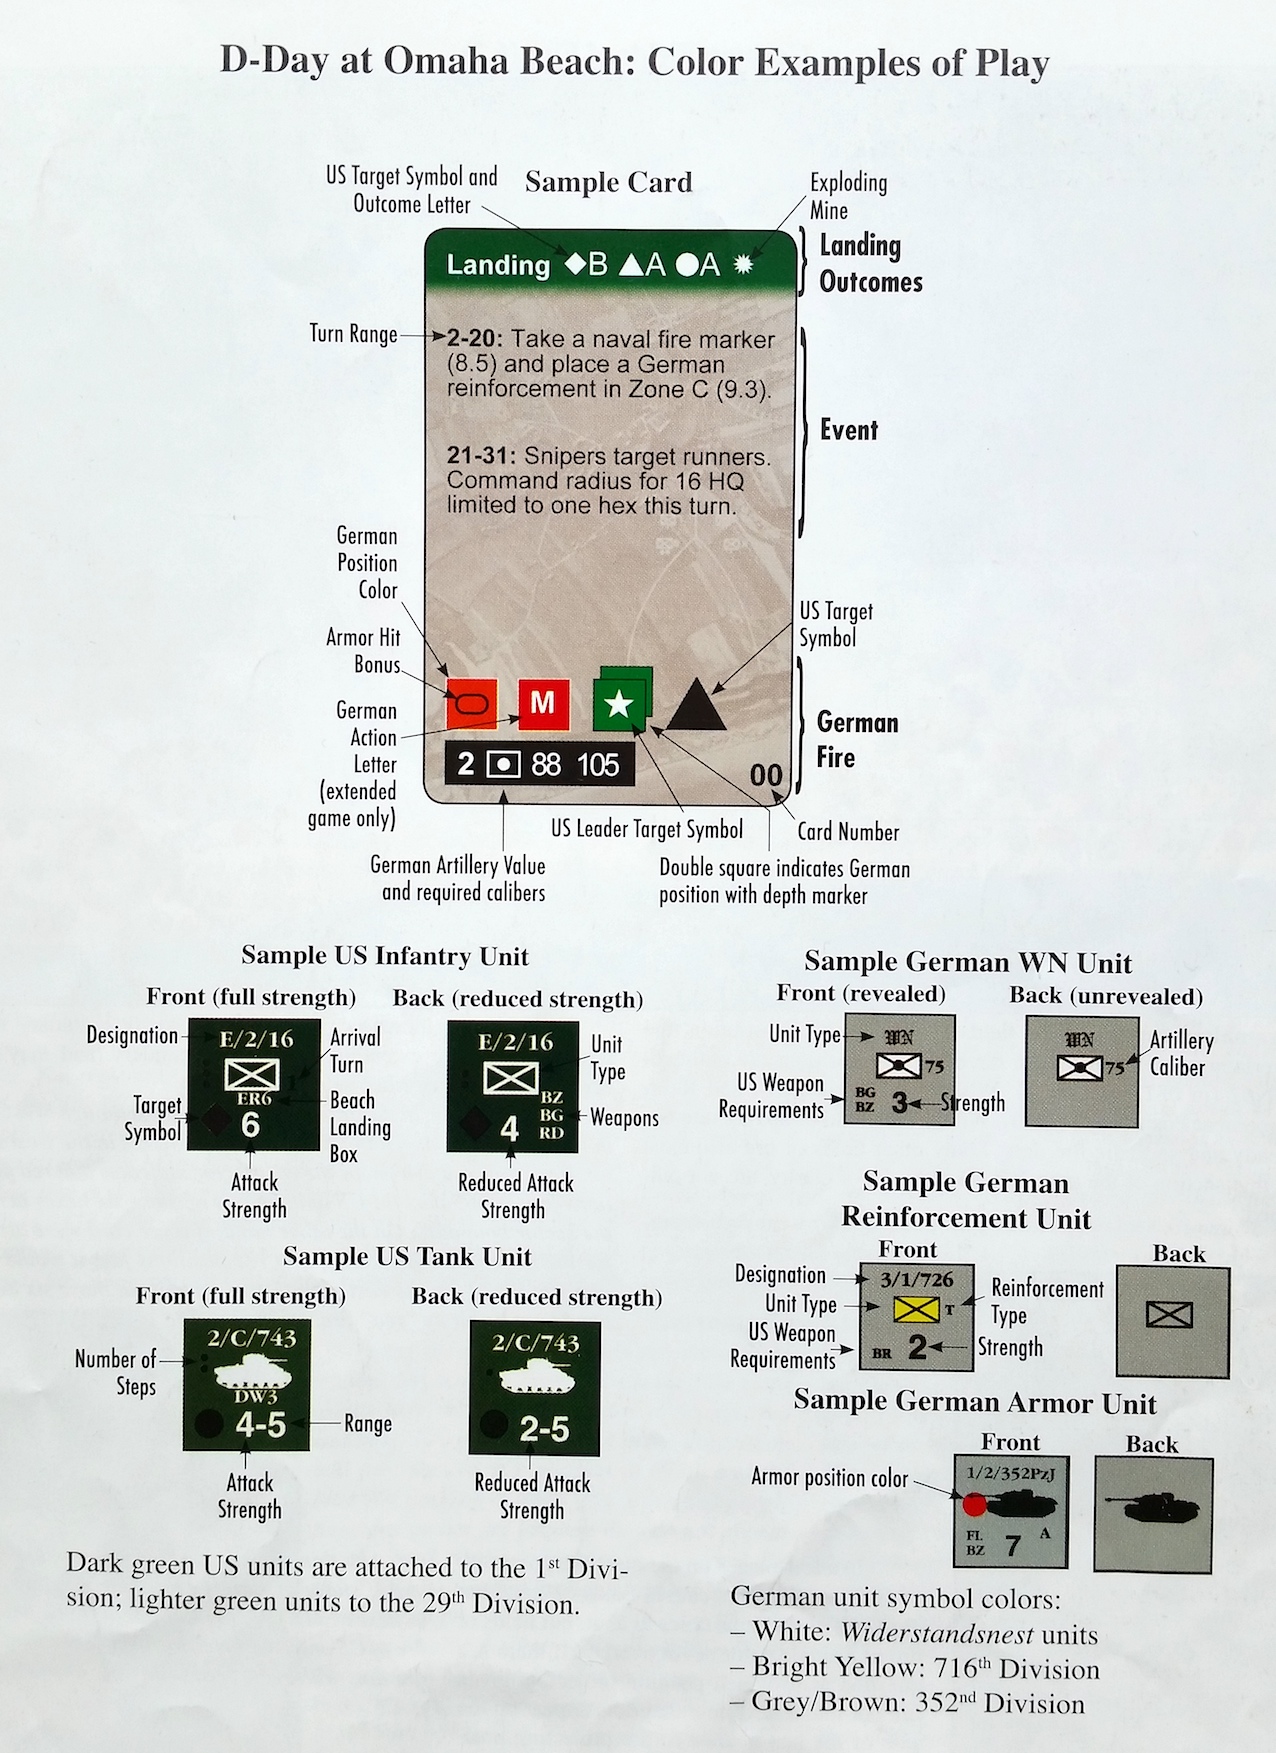 D-Day at Omaha Beach: Color Examples of Play
Sample Card
US Target Symbol and
Outcome Letter
Exploding
Mine
Landing ◆B ▲A ●A
Landing
Outcomes
Turn Range
2-20: Take a naval fire marker
(8.5) and place a German
reinforcement in Zone C (9.3).
21-31: Snipers target runners.
Command radius for 16 HQ
limited to one hex this turn.
Event
German
Position
Color
Armor Hit
Bonus
German
Action
Letter
(extended
game only)
US Target
Symbol
M
2 88 105
00
German
Fire
US Leader Target Symbol
Card Number
German Artillery Value
and required calibers
Double square indicates German
position with depth marker
Sample US Infantry Unit
Front (full strength)
Back (reduced strength)
Designation
E/2/16
1
ER6
6
Arrival
Turn
Target
Symbol
Beach
Landing
Box
Attack
Strength
E/2/16
BZ
BG
4 RD
Unit
Type
Weapons
Reduced Attack
Strength
Sample US Tank Unit
Front (full strength)
Back (reduced strength)
Number of
Steps
2/C/743
DW3
4-5
Range
Attack
Strength
2/C/743
2-5
Reduced Attack
Strength
Dark green US units are attached to the 1st Divi-
sion; lighter green units to the 29th Division.
Sample German WN Unit
Front (revealed)
Back (unrevealed)
Unit Type
US Weapon
Requirements
WN
75
BG
BZ 3
Strength
WN
75
Artillery
Caliber
Sample German
Reinforcement Unit
Front
Back
Designation
Unit Type
US Weapon
Requirements
3/1/726
T
BR 2
Reinforcement
Type
Strength
Sample German Armor Unit
Front
Back
Armor position color
1/2/352PzJ
FL
BZ 7 A
German unit symbol colors:
– White: Widerstandsnest units
– Bright Yellow: 716th Division
– Grey/Brown: 352nd Division